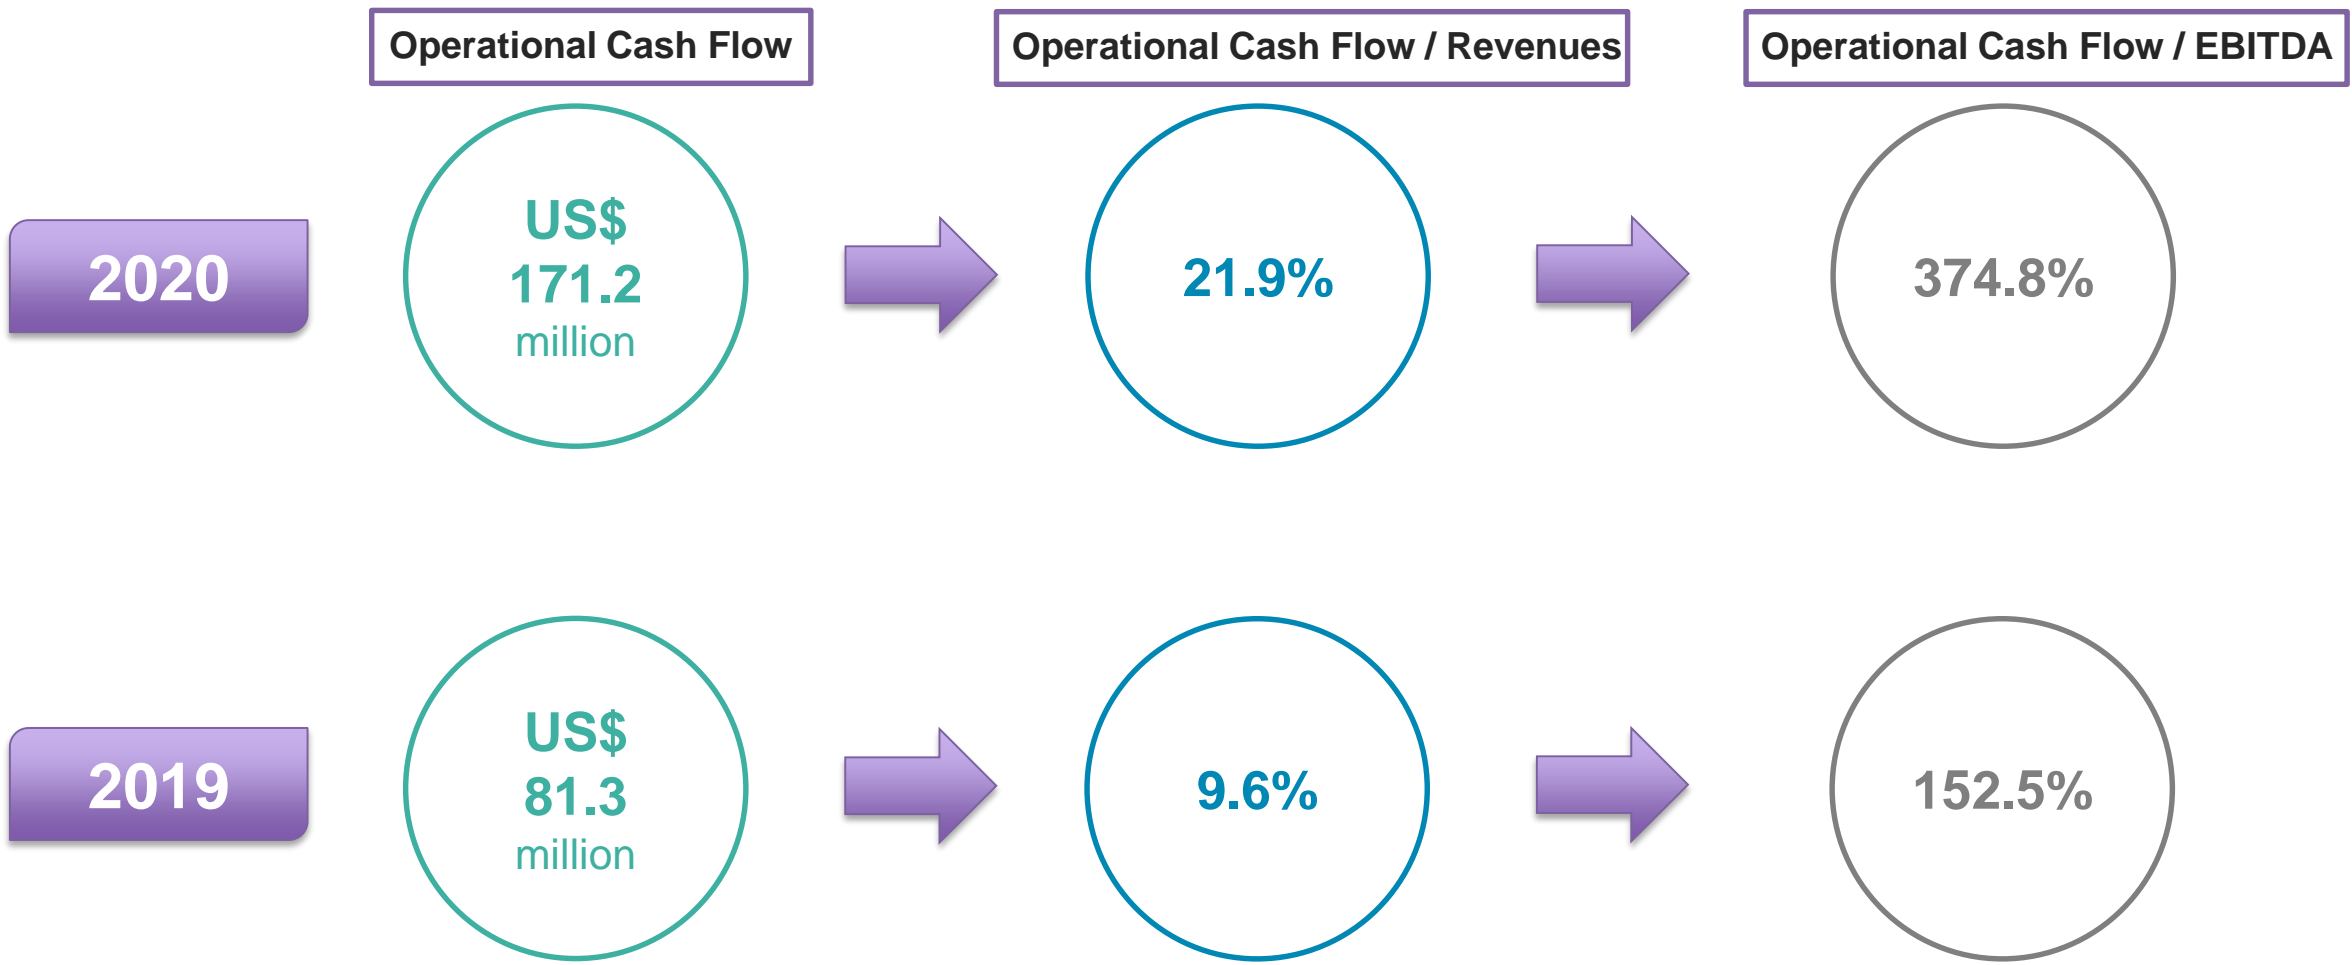 Operational Cash Flow
Operational Cash Flow / Revenues
Operational Cash Flow / EBITDA
2020
US$
171.2
million
21.9%
374.8%
2019
US$
81.3
million
9.6%
152.5%